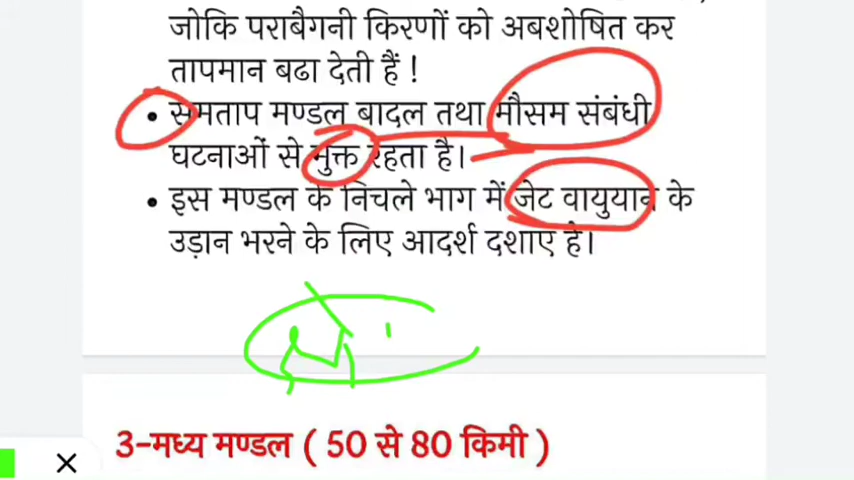 जोकि पराबैगनी किरणों को अबशोषित कर
तापमान बढा देती हैं !
• समताप मण्डल बादल तथा मौसम संबंधी
घटनाओं से मुक्त रहता है।
• इस मण्डल के निचले भाग में जेट वायुयान के
उड़ान भरने के लिए आदर्श दशाए हे।
3-मध्य मण्डल ( 50 से 80 किमी )